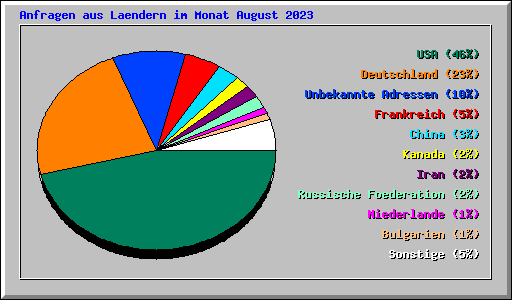 Anfragen aus Laendern im Monat August 2023
USA (46%)
Deutschland (23%)
Unbekannte Adressen (10%)
Frankreich (5%)
China (3%)
Kanada (2%)
Iran (2%)
Russische Foederation (2%)
Niederlande (1%)
Bulgarien (1%)
Sonstige (5%)